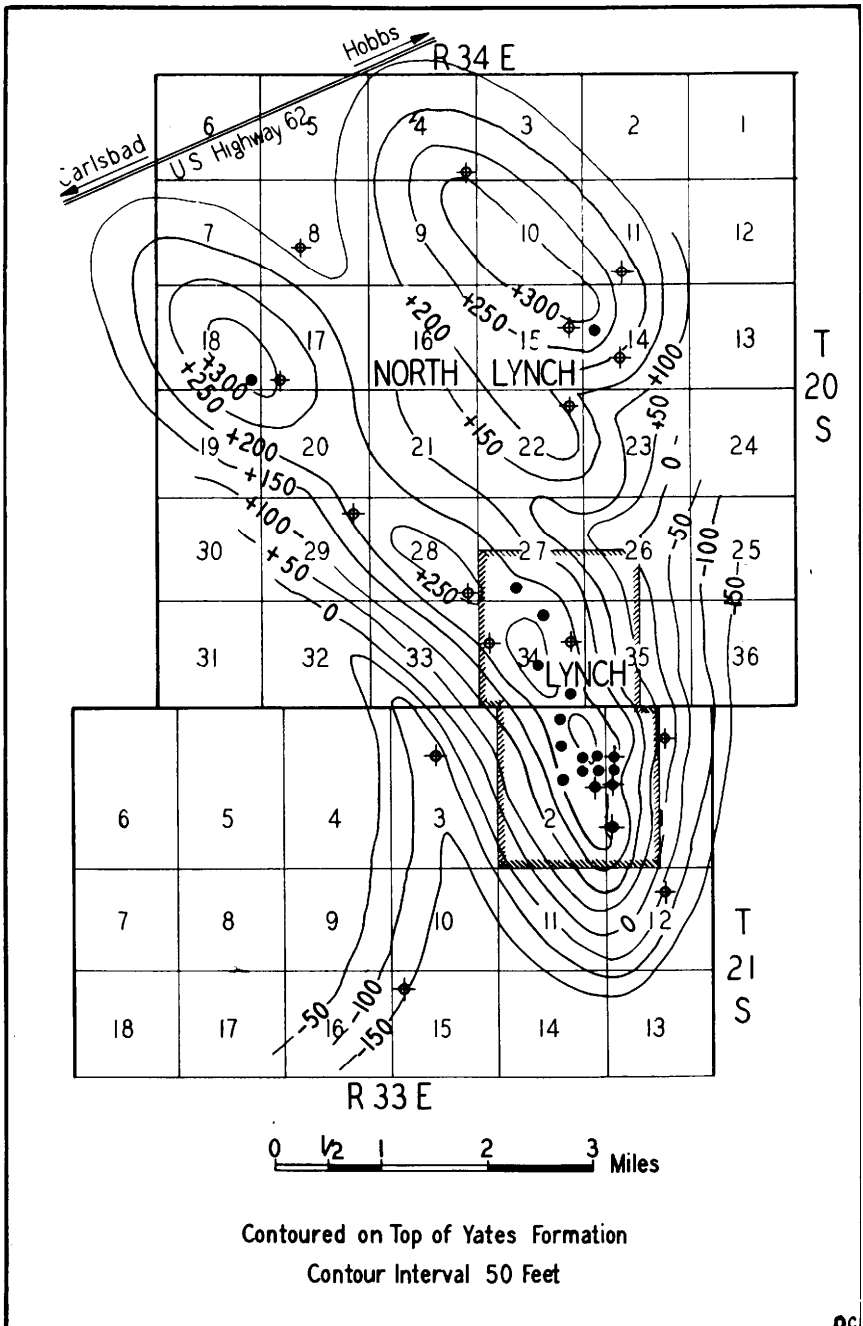 Hobbs
R 34 E
Carlsbad
US Highway 62
6 5 4 3 2 1
7 8 9 10 11 12
+300
+250
+200
18 17 16 15 14 13
+300
+250
+100
NORTH LYNCH
T
20
S
+50
0
+150
19 20 21 22 23 24
+200
+150
+100
+50
0
-50
-100
-150
30 29 28 27 26 25
+250
31 32 33 34 35 36
LYNCH
6 5 4 3 2
7 8 9 10 11 12
0
T
21
S
18 17 16 15 14 13
-50
-100
-150
R 33 E
0 1/2 1 2 3 Miles
Contoured on Top of Yates Formation
Contour Interval 50 Feet